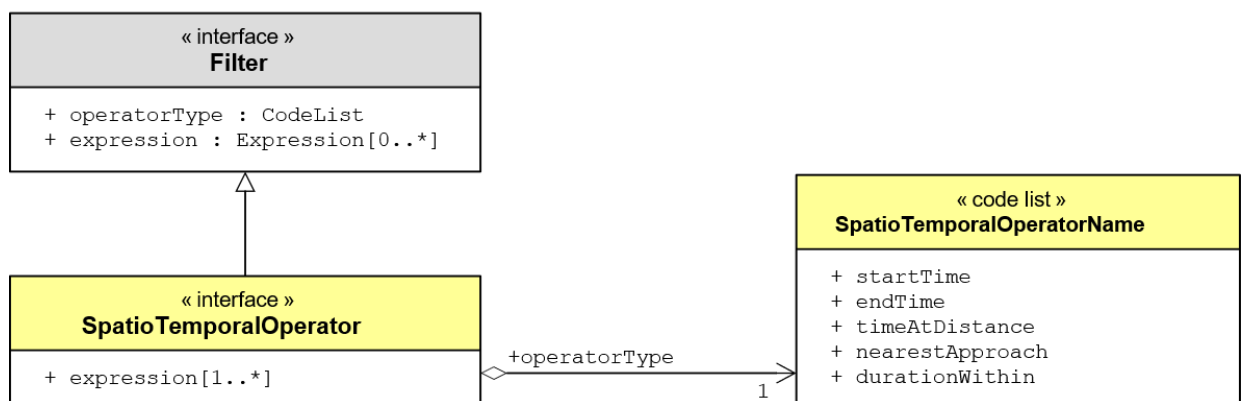 « interface »
Filter
+ operatorType : CodeList
+ expression : Expression[0..*]
« interface »
SpatioTemporalOperator
+ expression[1..*]
+operatorType
1
« code list »
SpatioTemporalOperatorName
+ startTime
+ endTime
+ timeAtDistance
+ nearestApproach
+ durationWithin